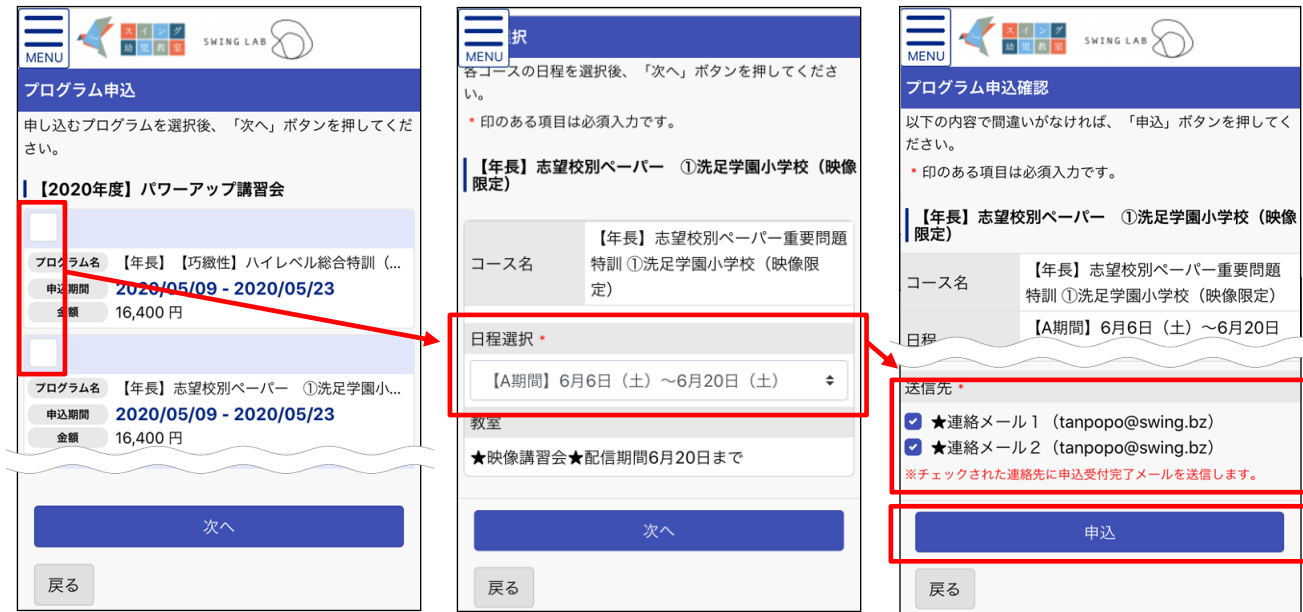 MENU
スイング
幼児教室
SWING LAB
プログラム申込
申し込むプログラムを選択後、「次へ」ボタンを押してくだ
さい。
【2020年度】パワーアップ講習会
プログラム名 【年長】【巧緻性】ハイレベル総合特訓（...
申込期間 2020/05/09 - 2020/05/23
金額 16,400 円
プログラム名 【年長】志望校別ペーパー ①洗足学園小...
申込期間 2020/05/09 - 2020/05/23
金額 16,400 円
次へ
戻る
MENU
択
各コースの日程を選択後、「次へ」ボタンを押してくださ
い。
* 印のある項目は必須入力です。
【年長】志望校別ペーパー ①洗足学園小学校（映像
限定）
コース名
【年長】志望校別ペーパー重要問題
特訓 ①洗足学園小学校（映像限
定）
日程選択 *
【A期間】6月6日（土）～6月20日（土）
教室
★映像講習会★配信期間6月20日まで
次へ
戻る
MENU
スイング
幼児教室
SWING LAB
プログラム申込確認
以下の内容で間違いがなければ、「申込」ボタンを押してく
ださい。
* 印のある項目は必須入力です。
【年長】志望校別ペーパー ①洗足学園小学校（映像
限定）
コース名
【年長】志望校別ペーパー重要問題
特訓 ①洗足学園小学校（映像限定）
日程
【A期間】6月6日（土）～6月20日
送信先 *
★連絡メール１（tanpopo@swing.bz）
★連絡メール２（tanpopo@swing.bz）
※チェックされた連絡先に申込受付完了メールを送信します。
申込
戻る